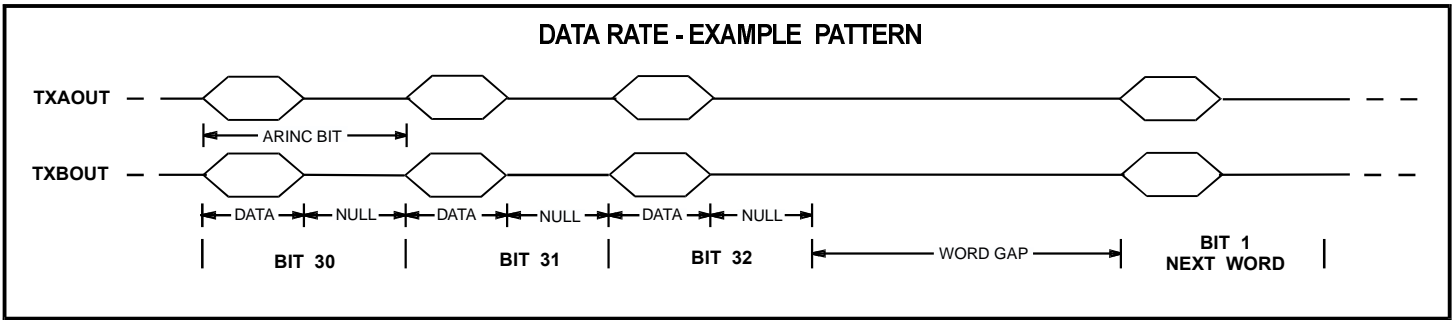 DATA RATE - EXAMPLE PATTERN
TXAOUT
ARINC BIT
TXBOUT
DATA NULL DATA NULL DATA NULL
BIT 30 BIT 31 BIT 32 WORD GAP BIT 1
NEXT WORD